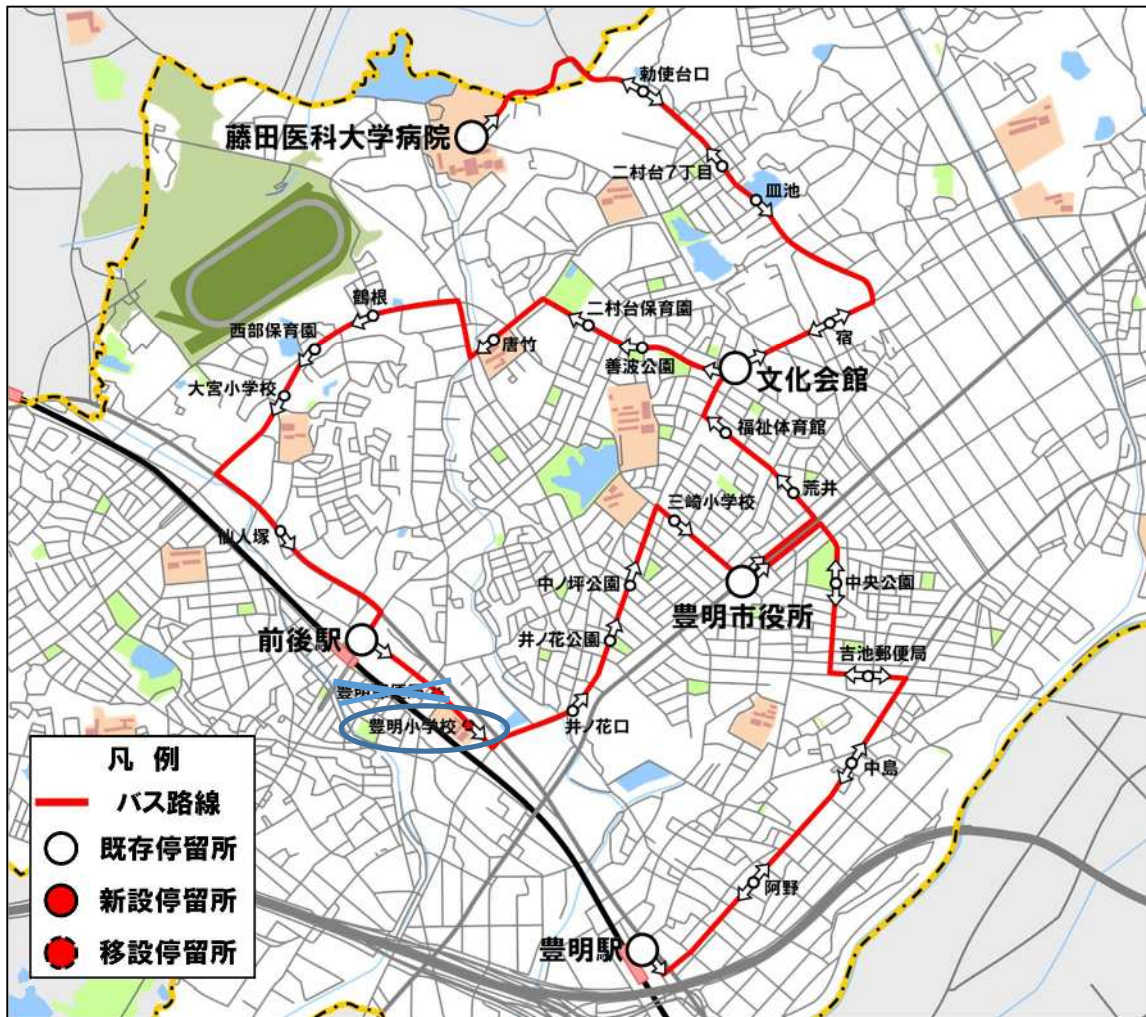 勅使台口
藤田医科大学病院
二村台7丁目
皿池
鶴根
二村台保育園
宿
西部保育園
唐竹
善波公園
文化会館
大宮小学校
福祉体育館
荒井
三崎小学校
仙人塚
中ノ坪公園
中央公園
豊明市役所
前後駅
井ノ花公園
吉池郵便局
豊明小学校
井ノ花口
中島
凡 例
バス路線
既存停留所
阿野
新設停留所
豊明駅
移設停留所